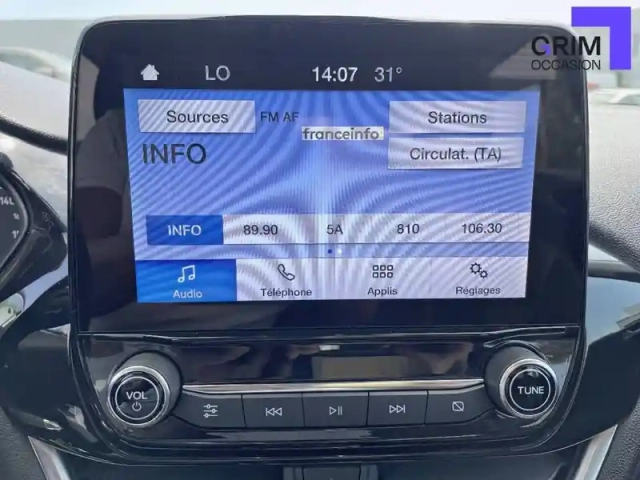 CRIM
OCCASION
LO 14:07 31°
Sources FM AF Stations
franceinfo:
INFO Circulat. (TA)
INFO 89.90 5A 810 106.30
Audio Téléphone Applis Réglages
VOL TUNE